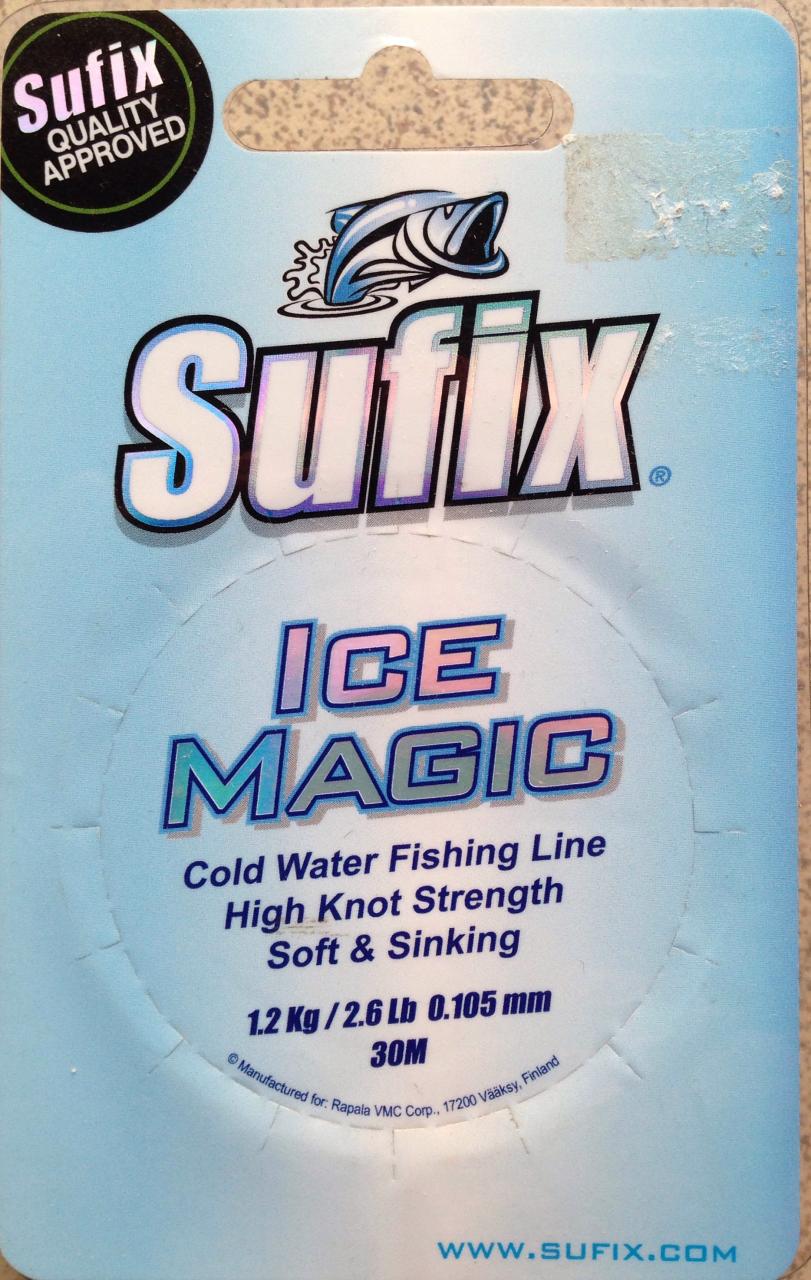 Sufix
QUALITY
APPROVED
Sufix®
ICE
MAGIC
Cold Water Fishing Line
High Knot Strength
Soft & Sinking
1.2 Kg / 2.6 Lb 0.105 mm
30M
© Manufactured for: Rapala VMC Corp., 17200 Vääksy, Finland
WWW.SUFIX.COM